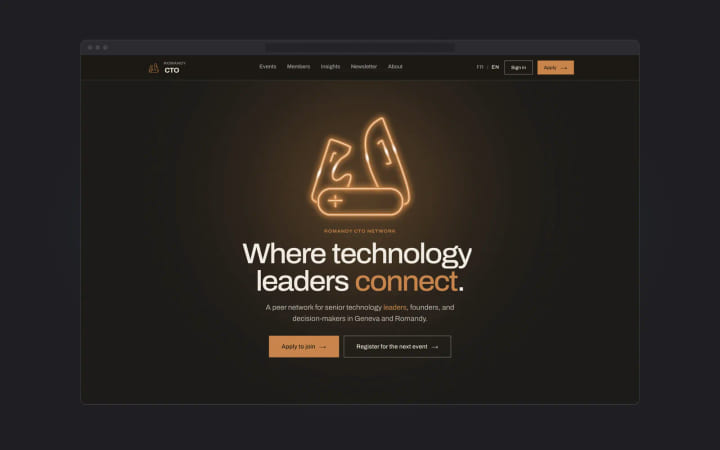 ROMANDY
CTO
Events Members Insights Newsletter About
FR / EN
Sign in
Apply →
ROMANDY CTO NETWORK
Where technology
leaders connect.
A peer network for senior technology leaders, founders, and
decision-makers in Geneva and Romandy.
Apply to join →
Register for the next event →